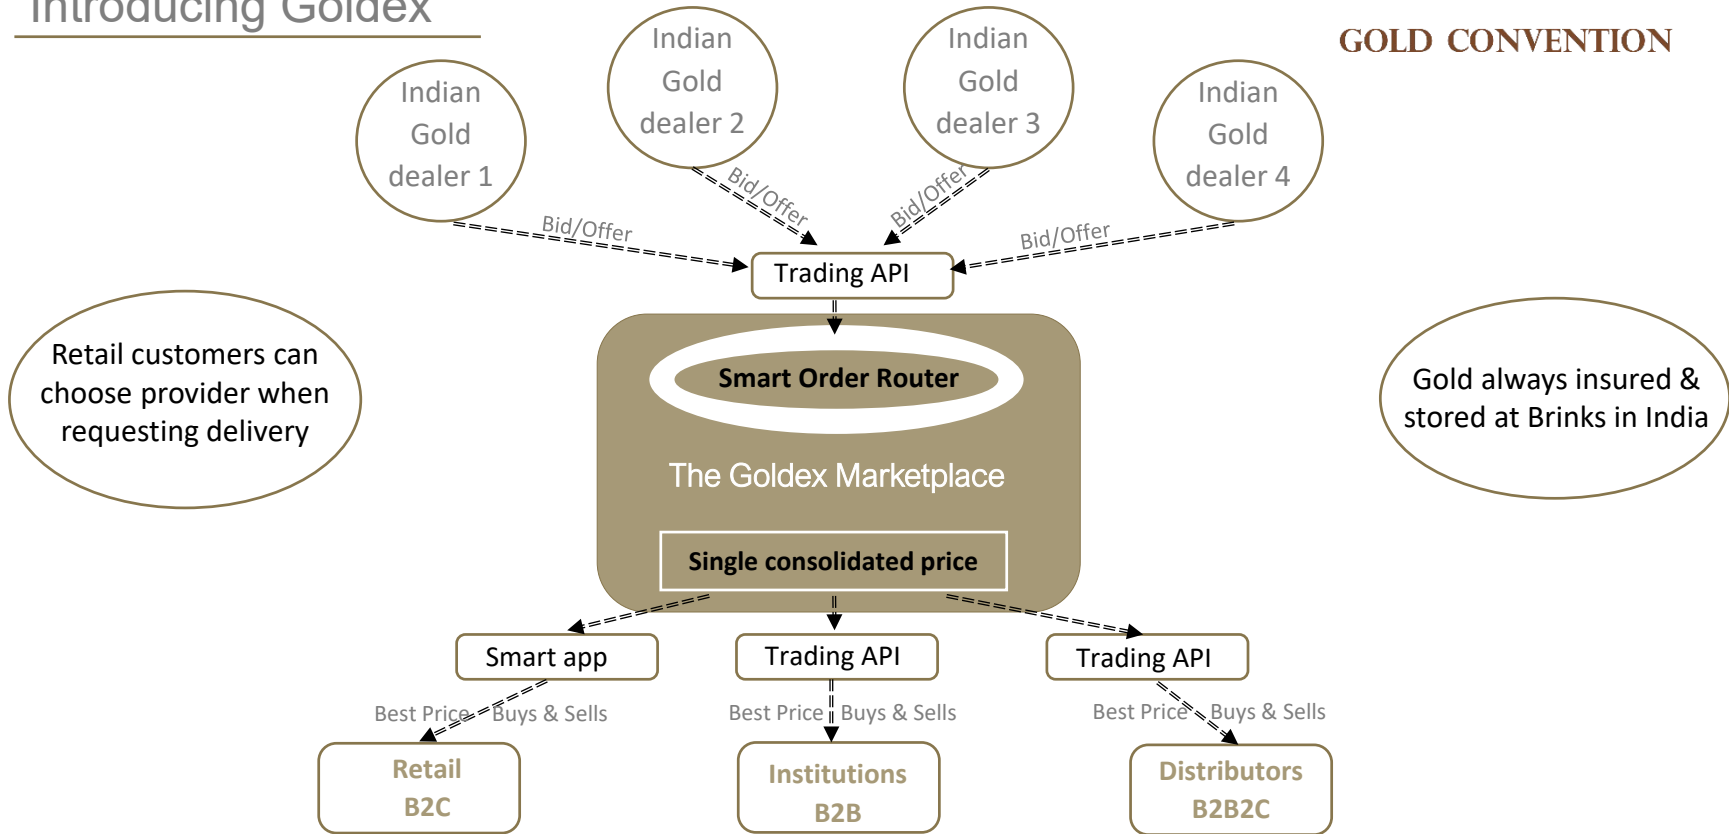 Introducing Goldex
GOLD CONVENTION
Indian
Gold
dealer 1
Indian
Gold
dealer 2
Indian
Gold
dealer 3
Indian
Gold
dealer 4
Bid/Offer
Bid/Offer
Bid/Offer
Bid/Offer
Trading API
Retail customers can
choose provider when
requesting delivery
Smart Order Router
The Goldex Marketplace
Single consolidated price
Gold always insured &
stored at Brinks in India
Smart app
Trading API
Trading API
Best Price Buys & Sells
Best Price Buys & Sells
Best Price Buys & Sells
Retail
B2C
Institutions
B2B
Distributors
B2B2C